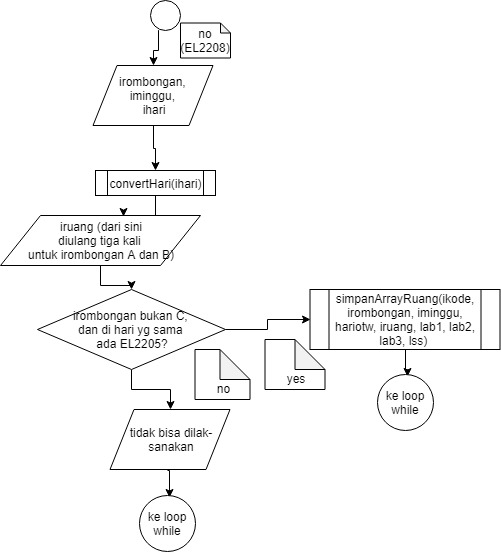 no
(EL2208)
irombongan,
iminggu,
ihari
convertHari(ihari)
iruang (dari sini
diulang tiga kali
untuk irombongan A dan B)
irombongan bukan C,
dan di hari yg sama
ada EL2205?
simpanArrayRuang(ikode,
irombongan, iminggu,
hariotw, iruang, lab1, lab2,
lab3, lss)
no
yes
ke loop
while
tidak bisa dilak-
sanakan
ke loop
while